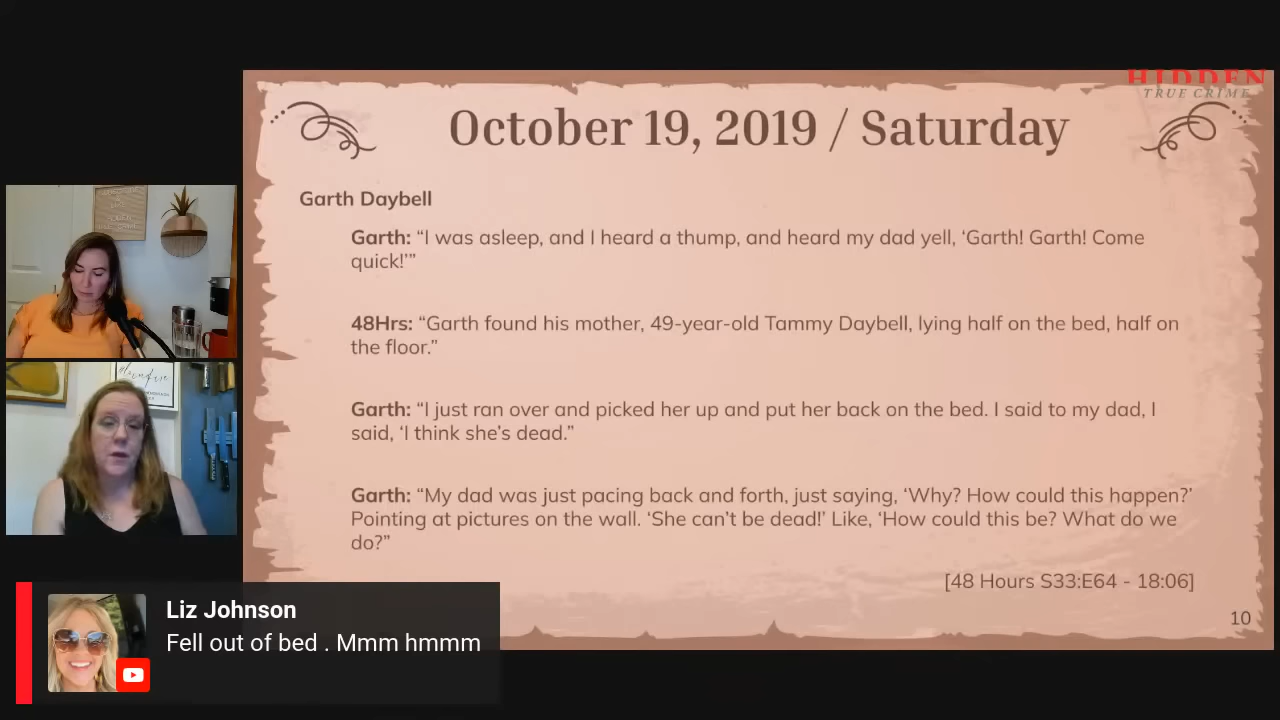 HIDDEN
TRUE CRIME
October 19, 2019 / Saturday
Garth Daybell
Garth: “I was asleep, and I heard a thump, and heard my dad yell, ‘Garth! Garth! Come
quick!’”
48Hrs: “Garth found his mother, 49-year-old Tammy Daybell, lying half on the bed, half on
the floor.”
Garth: “I just ran over and picked her up and put her back on the bed. I said to my dad, I
said, ‘I think she’s dead.”
Garth: “My dad was just pacing back and forth, just saying, ‘Why? How could this happen?’
Pointing at pictures on the wall. ‘She can’t be dead!’ Like, ‘How could this be? What do we
do?”
[48 Hours S33:E64 - 18:06]
10
Liz Johnson
Fell out of bed . Mmm hmmm